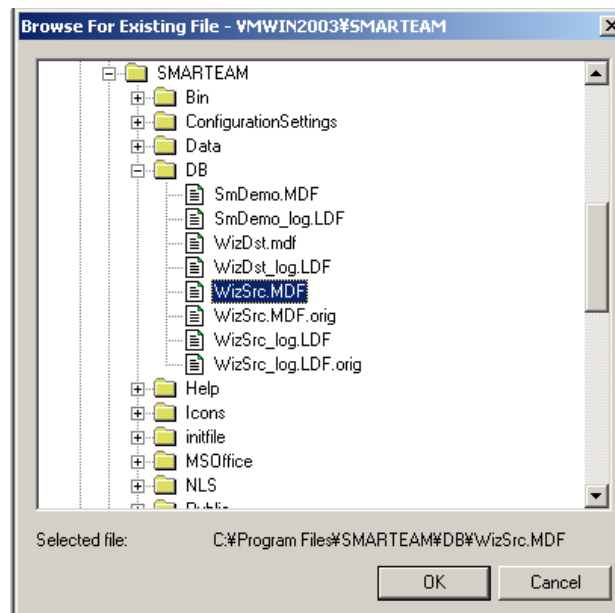 Browse For Existing File - ¥MWIN2003¥SMARTEAM
SMARTEAM
Bin
ConfigurationSettings
Data
DB
SmDemo.MDF
SmDemo_log.LDF
WizDst.mdf
WizDst_log.LDF
WizSrc.MDF
WizSrc.MDF.orig
WizSrc_log.LDF
WizSrc_log.LDF.orig
Help
Icons
initfile
MSOffice
NLS
Public
Selected file: C:¥Program Files¥SMARTEAM¥DB¥WizSrc.MDF
OK Cancel